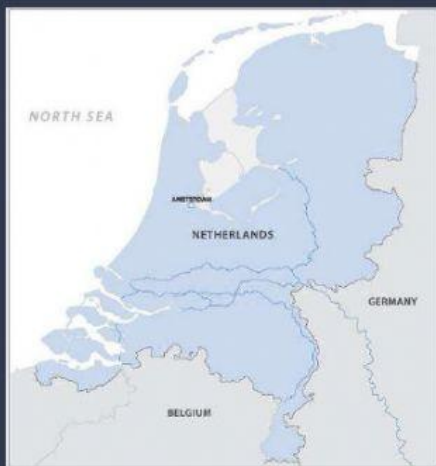 NORTH SEA
AMSTERDAM
NETHERLANDS
GERMANY
BELGIUM